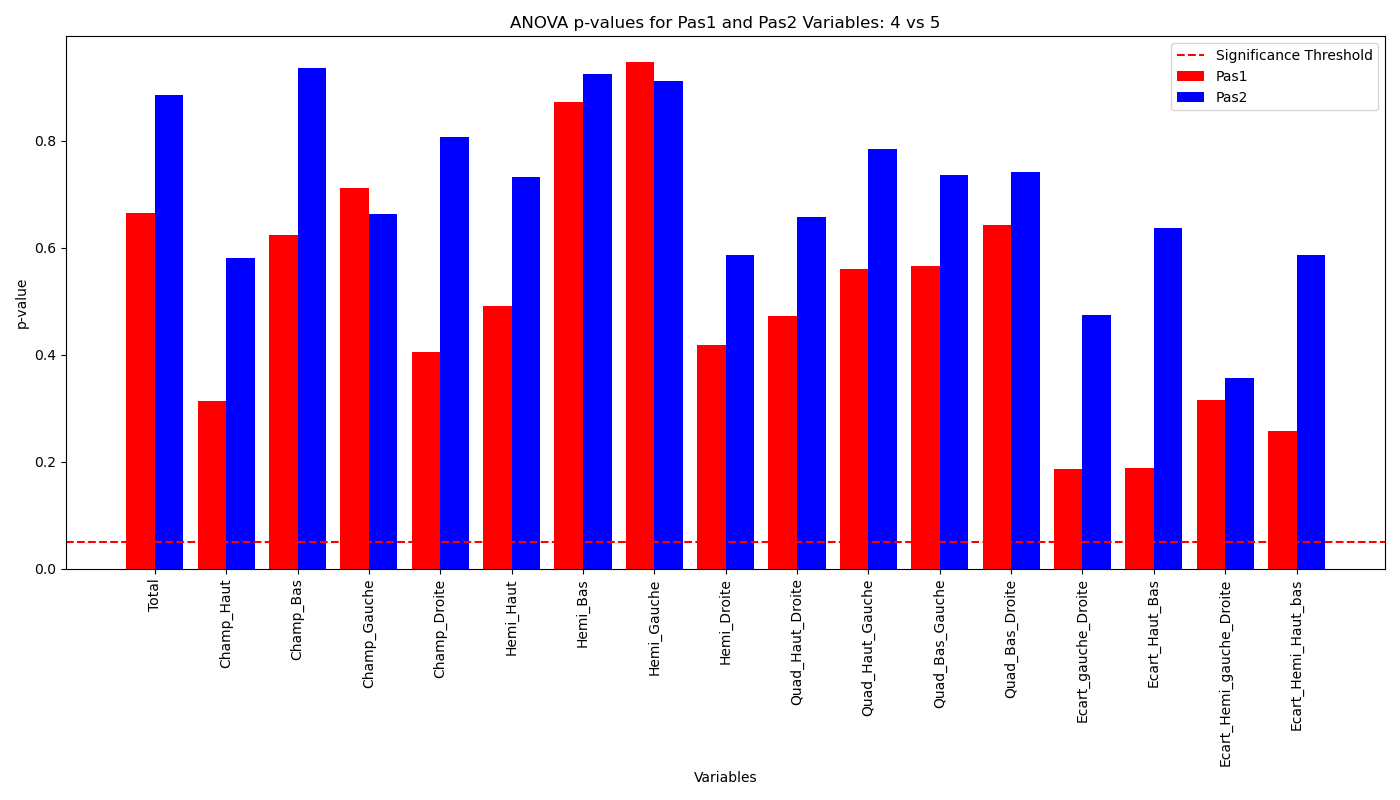 ANOVA p-values for Pas1 and Pas2 Variables: 4 vs 5
Significance Threshold
Pas1
Pas2
p-value
0.8
0.6
0.4
0.2
0.0
Total
Champ_Haut
Champ_Bas
Champ_Gauche
Champ_Droite
Hemi_Haut
Hemi_Bas
Hemi_Gauche
Hemi_Droite
Quad_Haut_Droite
Quad_Haut_Gauche
Quad_Bas_Gauche
Quad_Bas_Droite
Ecart_gauche_Droite
Ecart_Haut_Bas
Ecart_Hemi_gauche_Droite
Ecart_Hemi_Haut_bas
Variables